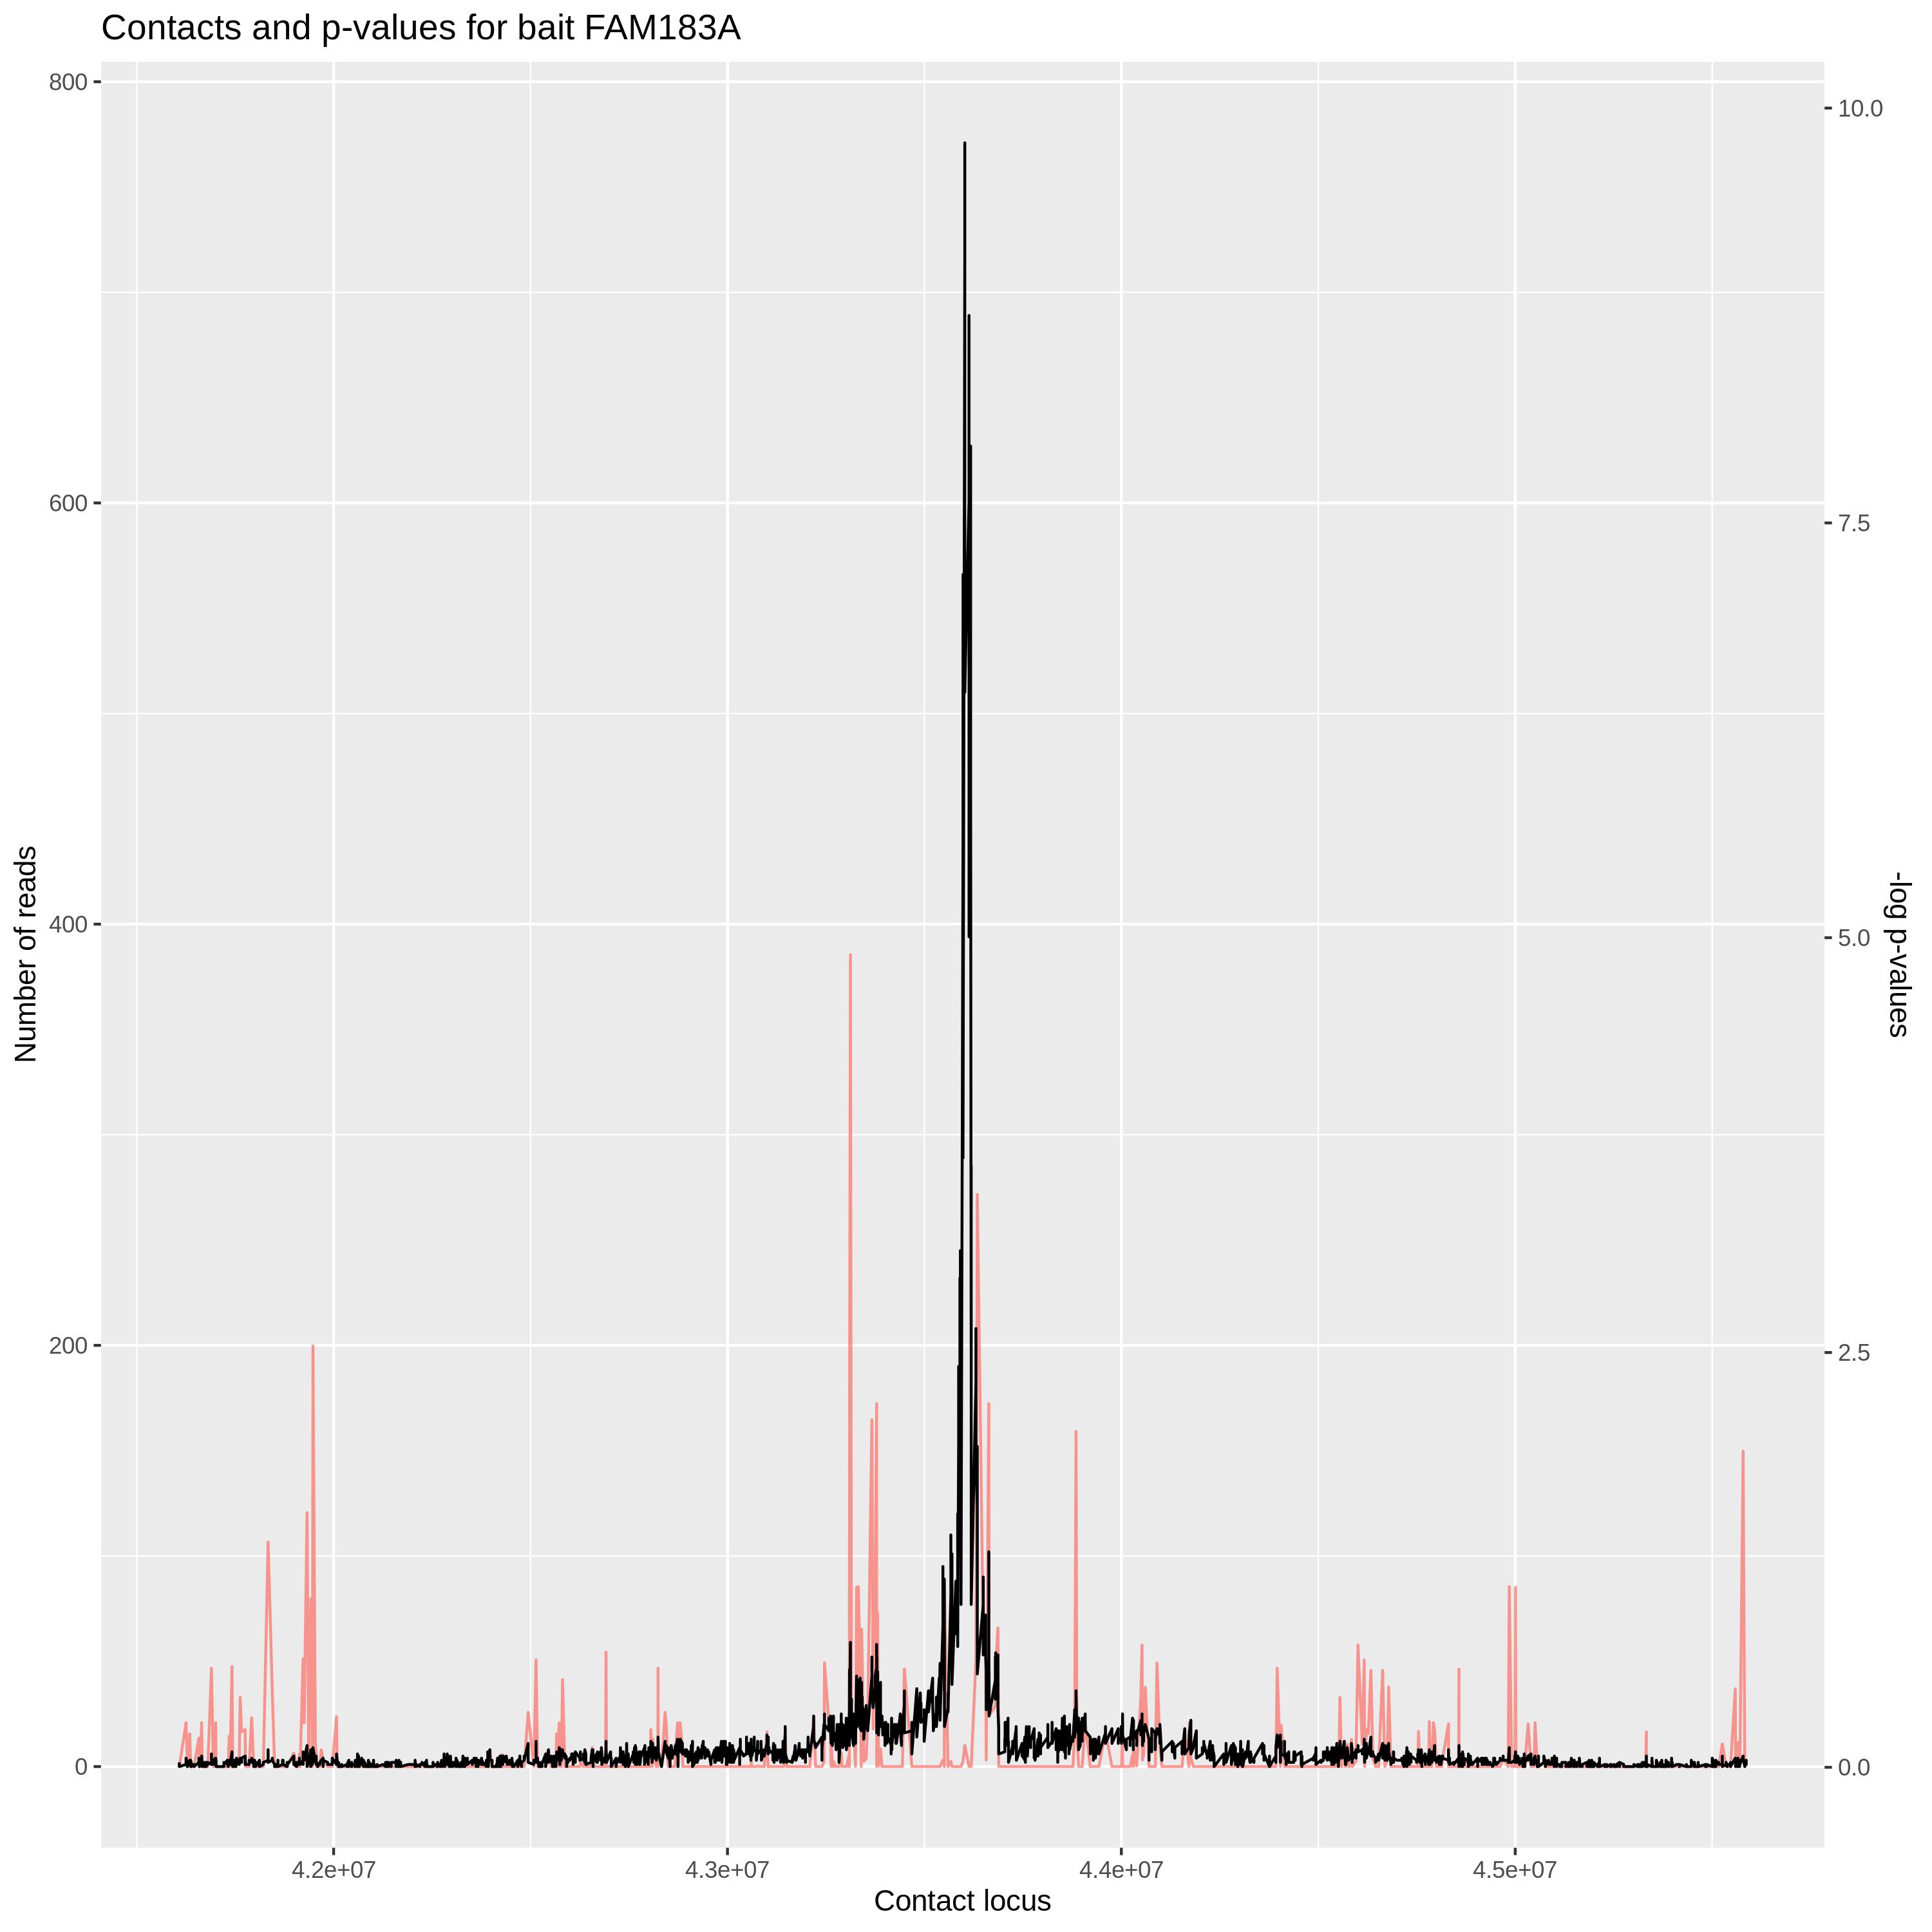 Contacts and p-values for bait FAM183A
800
600
400
200
0
Number of reads
10.0
7.5
5.0
2.5
0.0
-log p-values
4.2e+07
4.3e+07
4.4e+07
4.5e+07
Contact locus